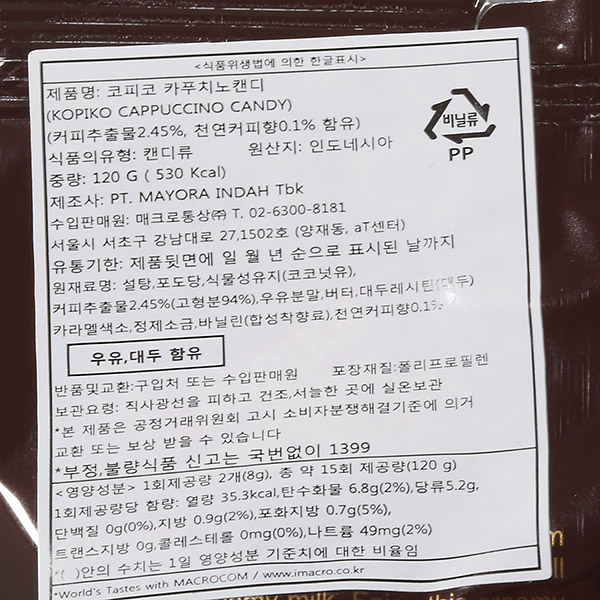 <식품위생법에 의한 한글표시>
제품명: 코피코 카푸치노캔디
(KOPIKO CAPPUCCINO CANDY)
(커피추출물2.45%, 천연커피향0.1% 함유)
식품의유형: 캔디류 원산지: 인도네시아
중량: 120 G ( 530 Kcal)
제조사: PT. MAYORA INDAH Tbk
수입판매원: 매크로통상㈜ T. 02-6300-8181
서울시 서초구 강남대로 27,1502호 (양재동, aT센터)
유통기한: 제품뒷면에 일 월 년 순으로 표시된 날까지
원재료명: 설탕,포도당,식물성유지(코코넛유),
커피추출물2.45%(고형분94%),우유분말,버터,대두레시틴(대두)
카라멜색소,정제소금,바닐린(합성착향료),천연커피향0.1%
우유,대두 함유
반품및교환:구입처 또는 수입판매원 포장재질:폴리프로필렌
보관요령: 직사광선을 피하고 건조,서늘한 곳에 실온보관
*본 제품은 공정거래위원회 고시 소비자분쟁해결기준에 의거
교환 또는 보상 받을 수 있습니다
*부정,불량식품 신고는 국번없이 1399
<영양성분> 1회제공량 2개(8g), 총 약 15회 제공량(120 g)
1회제공량당 함량: 열량 35.3kcal,탄수화물 6.8g(2%),당류5.2g,
단백질 0g(0%),지방 0.9g(2%), 포화지방 0.7g(5%),
트랜스지방 0g,콜레스테롤 0mg(0%),나트륨 49mg(2%)
*( )안의 수치는 1일 영양성분 기준치에 대한 비율임
*World's Tastes with MACROCOM / www.imacro.co.kr
비닐류
PP